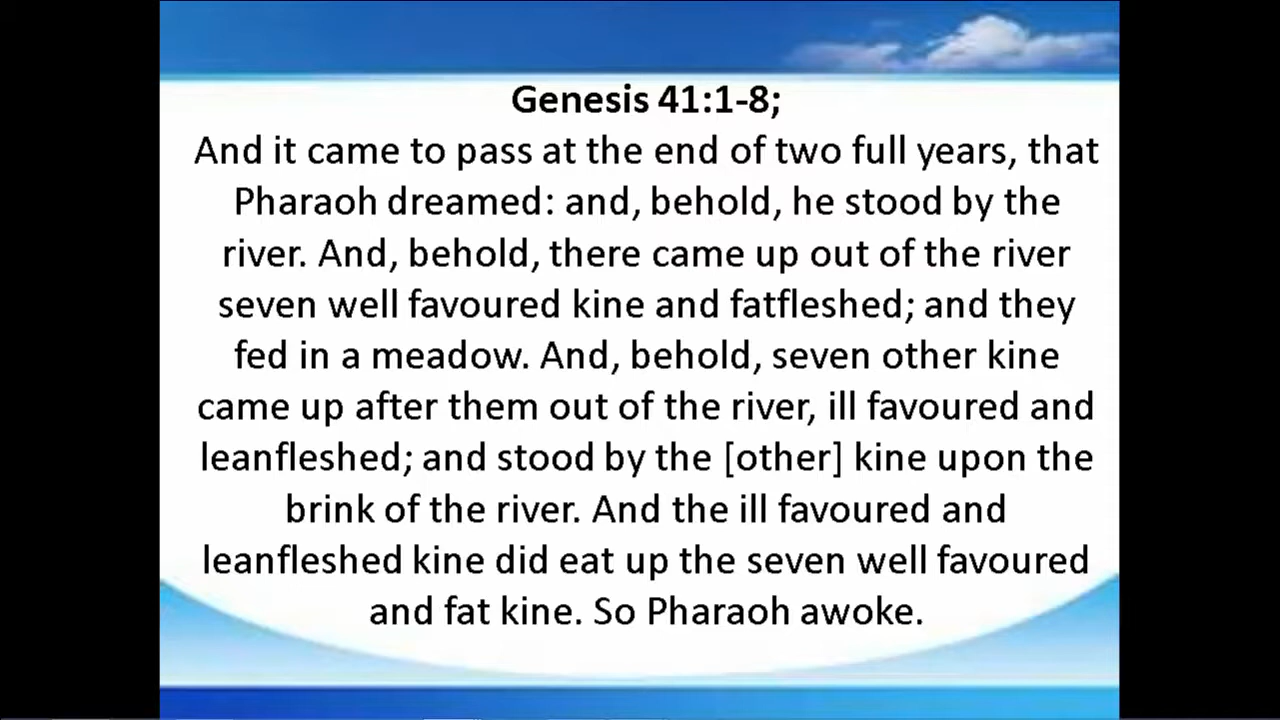 Genesis 41:1-8;
And it came to pass at the end of two full years, that
Pharaoh dreamed: and, behold, he stood by the
river. And, behold, there came up out of the river
seven well favoured kine and fatfleshed; and they
fed in a meadow. And, behold, seven other kine
came up after them out of the river, ill favoured and
leanfleshed; and stood by the [other] kine upon the
brink of the river. And the ill favoured and
leanfleshed kine did eat up the seven well favoured
and fat kine. So Pharaoh awoke.